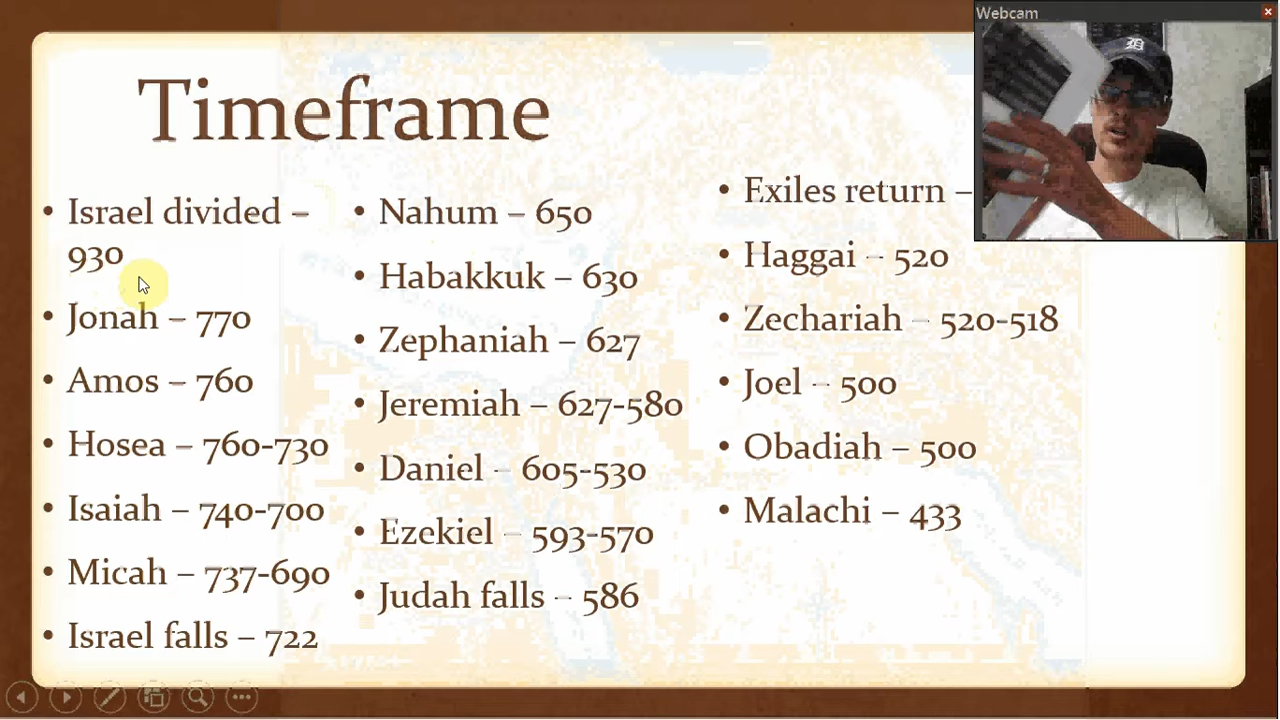 Webcam
Timeframe
• Israel divided –
930
• Jonah – 770
• Amos – 760
• Hosea – 760-730
• Isaiah – 740-700
• Micah – 737-690
• Israel falls – 722
• Nahum – 650
• Habakkuk – 630
• Zephaniah – 627
• Jeremiah – 627-580
• Daniel – 605-530
• Ezekiel – 593-570
• Judah falls – 586
• Exiles return –
• Haggai – 520
• Zechariah – 520-518
• Joel – 500
• Obadiah – 500
• Malachi – 433